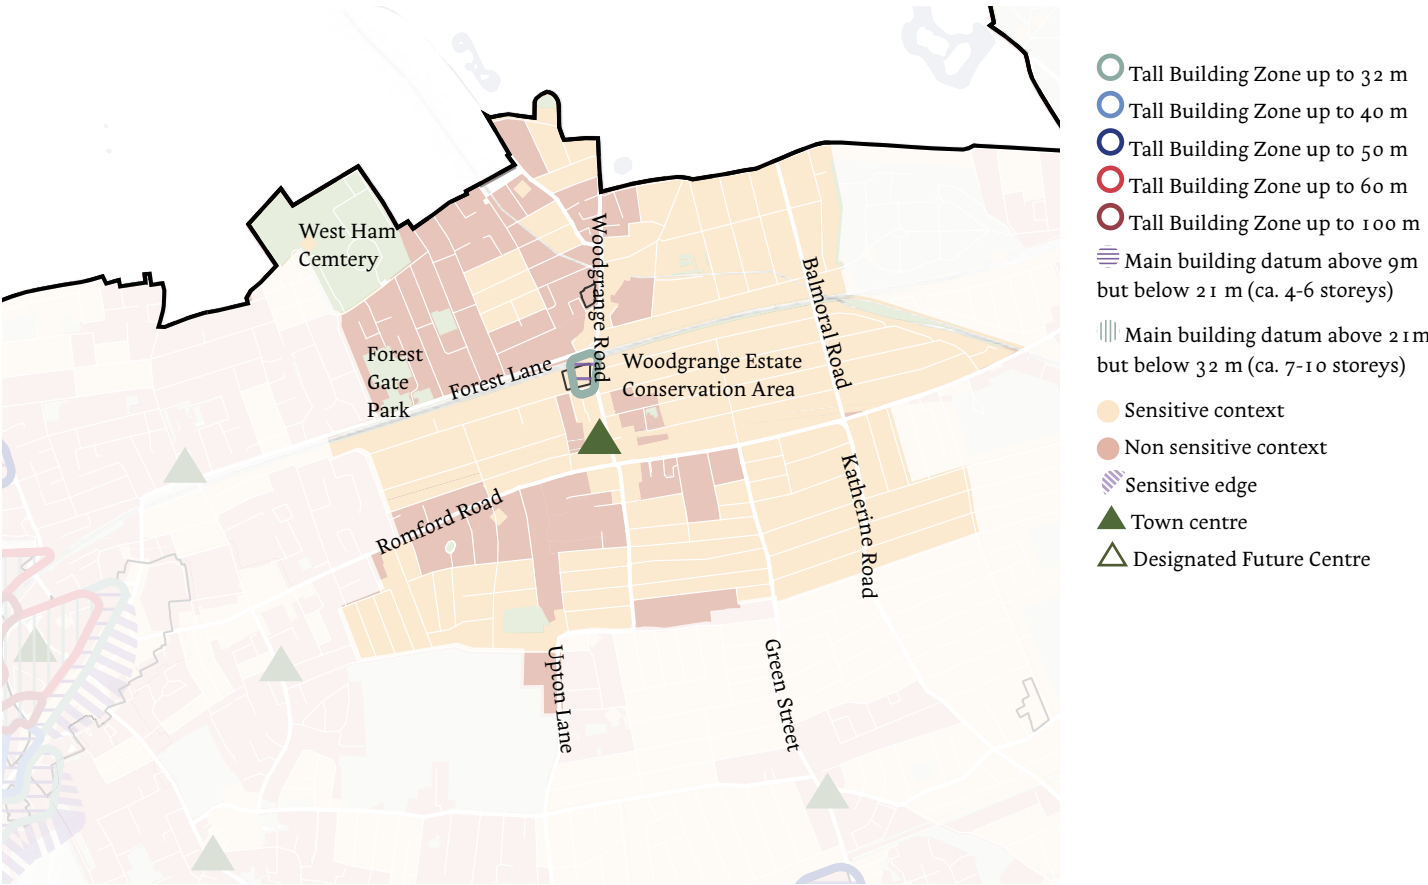 West Ham
Cemtery
Forest
Gate
Park
Forest Lane
Woodgrange Road
Woodgrange Estate
Conservation Area
Balmoral Road
Romford Road
Katherine Road
Upton Lane
Green Street
Tall Building Zone up to 32 m
Tall Building Zone up to 40 m
Tall Building Zone up to 50 m
Tall Building Zone up to 60 m
Tall Building Zone up to 100 m
Main building datum above 9m
but below 21 m (ca. 4-6 storeys)
Main building datum above 21m
but below 32 m (ca. 7-10 storeys)
Sensitive context
Non sensitive context
Sensitive edge
Town centre
Designated Future Centre